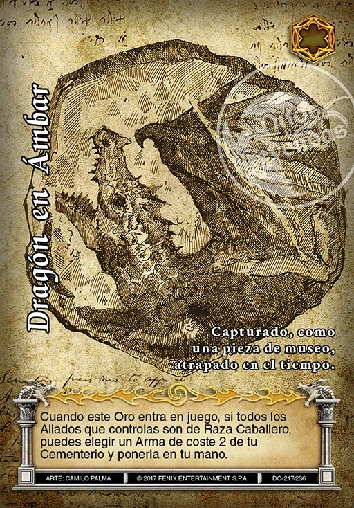 Dragón en Ámbar
Capturado, como
una pieza de museo,
atrapado en el tiempo.
Cuando este Oro entra en juego, si todos los
Aliados que controlas son de Raza Caballero,
puedes elegir un Arma de coste 2 de tu
Cementerio y ponerla en tu mano.
ARTE: CAMILO PALMA
© 2017 FENIX ENTERTAINMENT S.P.A.
DC-217/236